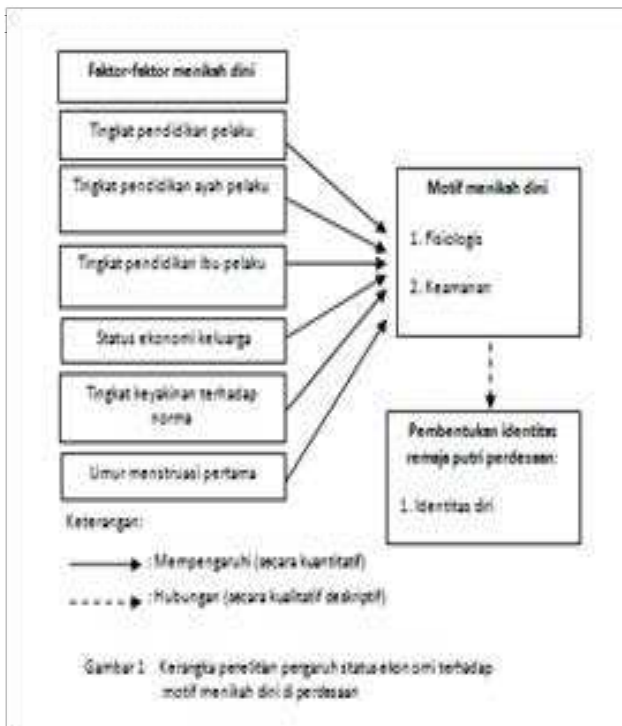 Faktor-faktor menikah dini
Tingkat pendidikan pelaku
Tingkat pendidikan ayah pelaku
Tingkat pendidikan ibu pelaku
Status ekonomi keluarga
Tingkat keyakinan terhadap
norma
Umur menstruasi pertama
Motif menikah dini
1. Fisiologis
2. Keamanan
Pembentukan identitas
remaja putri perdesaan:
1. Identitas diri
Keterangan:
: Mempengaruhi (secara kuantitatif)
: Hubungan (secara kualitatif deskriptif)
Gambar 1 Kerangka penelitian pengaruh status ekonomi terhadap
motif menikah dini di perdesaan